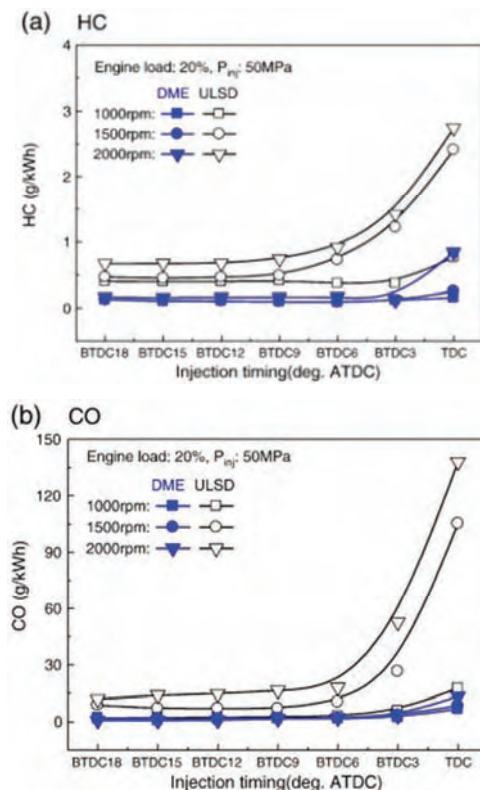 (a) HC
4
3
2
1
0
HC (g/kWh)
Engine load: 20%, P_inj: 50MPa
DME ULSD
1000rpm:
1500rpm:
2000rpm:
BTDC18 BTDC15 BTDC12 BTDC9 BTDC6 BTDC3 TDC
Injection timing(deg. ATDC)
(b) CO
150
120
90
60
30
0
CO (g/kWh)
Engine load: 20%, P_inj: 50MPa
DME ULSD
1000rpm:
1500rpm:
2000rpm:
BTDC18 BTDC15 BTDC12 BTDC9 BTDC6 BTDC3 TDC
Injection timing(deg. ATDC)